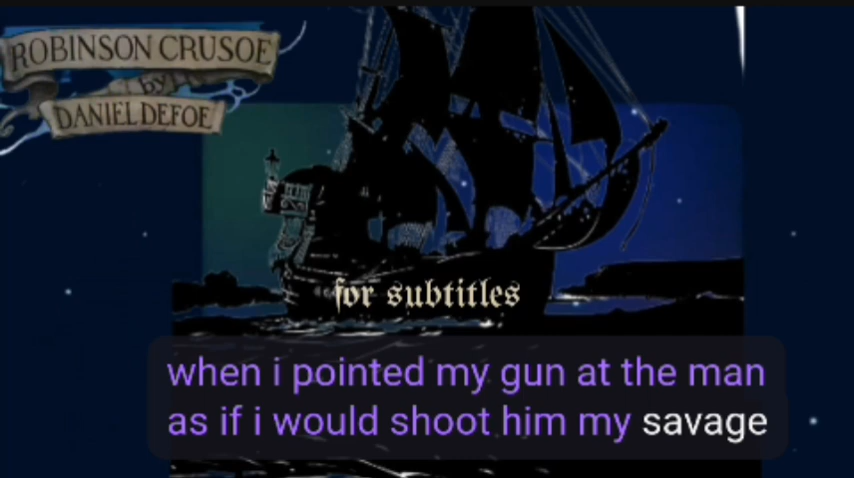 ROBINSON CRUSOE
by
DANIEL DEFOE
for subtitles
when i pointed my gun at the man
as if i would shoot him my savage